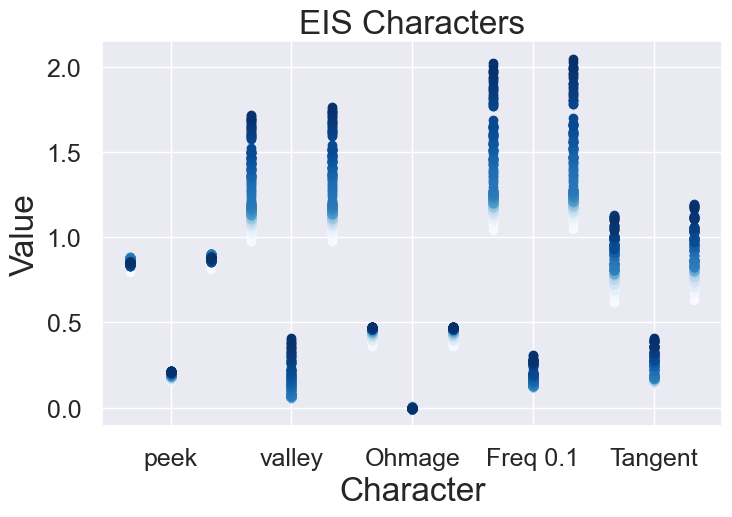 EIS Characters
Value
2.0
1.5
1.0
0.5
0.0
peek valley Ohmage Freq 0.1 Tangent
Character